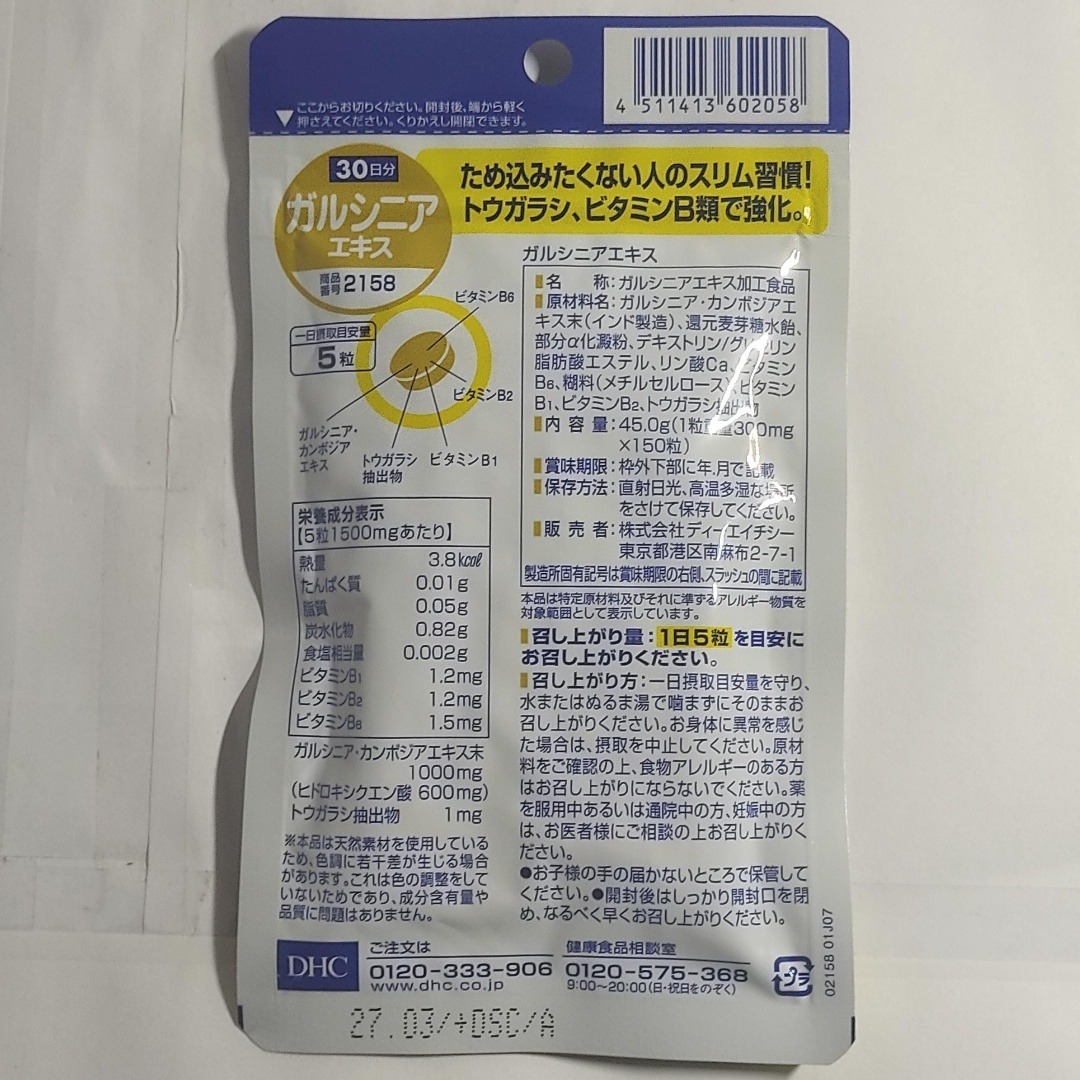 4 511413 602058
▼ここからお切りください。開封後、端から軽く
押さえてください。くりかえし開閉できます。
30日分
ガルシニア
エキス
商品
番号 2158
ため込みたくない人のスリム習慣!
トウガラシ、ビタミンB類で強化。
一日摂取目安量
5粒
ビタミンB6
ビタミンB2
ビタミンB1
トウガラシ
抽出物
ガルシニア・
カンボジア
エキス
栄養成分表示
【5粒1500mgあたり】
熱量 3.8kcal
たんぱく質 0.01g
脂質 0.05g
炭水化物 0.82g
食塩相当量 0.002g
ビタミンB1 1.2mg
ビタミンB2 1.2mg
ビタミンB6 1.5mg
ガルシニア・カンボジアエキス末
1000mg
(ヒドロキシクエン酸 600mg)
トウガラシ抽出物 1mg
※本品は天然素材を使用している
ため、色調に若干差が生じる場合
があります。これは色の調整をして
いないためであり、成分含有量や
品質に問題はありません。
ガルシニアエキス
名 称:ガルシニアエキス加工食品
原材料名:ガルシニア・カンボジアエ
キス末(インド製造)、還元麦芽糖水飴、
部分α化澱粉、デキストリン/グリセリン
脂肪酸エステル、リン酸Ca、ビタミン
B6、糊料(メチルセルロース)、ビタミン
B1、ビタミンB2、トウガラシ抽出物
内 容 量:45.0g(1粒重量300mg
×150粒)
賞味期限:枠外下部に年.月で記載
保存方法:直射日光、高温多湿な場所
をさけて保存してください。
販 売 者:株式会社ディーエイチシー
東京都港区南麻布2-7-1
製造所固有記号は賞味期限の右側、スラッシュの間に記載
本品は特定原材料及びそれに準ずるアレルギー物質を
対象範囲として表示しています。
召し上がり量:1日5粒を目安に
お召し上がりください。
召し上がり方:一日摂取目安量を守り、
水またはぬるま湯で噛まずにそのままお
召し上がりください。お身体に異常を感じ
た場合は、摂取を中止してください。原材
料をご確認の上、食物アレルギーのある方
はお召し上がりにならないでください。薬
を服用中あるいは通院中の方、妊娠中の方
は、お医者様にご相談の上お召し上がりく
ださい。
●お子様の手の届かないところで保管して
ください。●開封後はしっかり開封口を閉
め、なるべく早くお召し上がりください。
DHC
ご注文は
0120-333-906
www.dhc.co.jp
健康食品相談室
0120-575-368
9:00~20:00(日・祝日をのぞく)
プラ
02158 01J07
27.03/+OSC/A